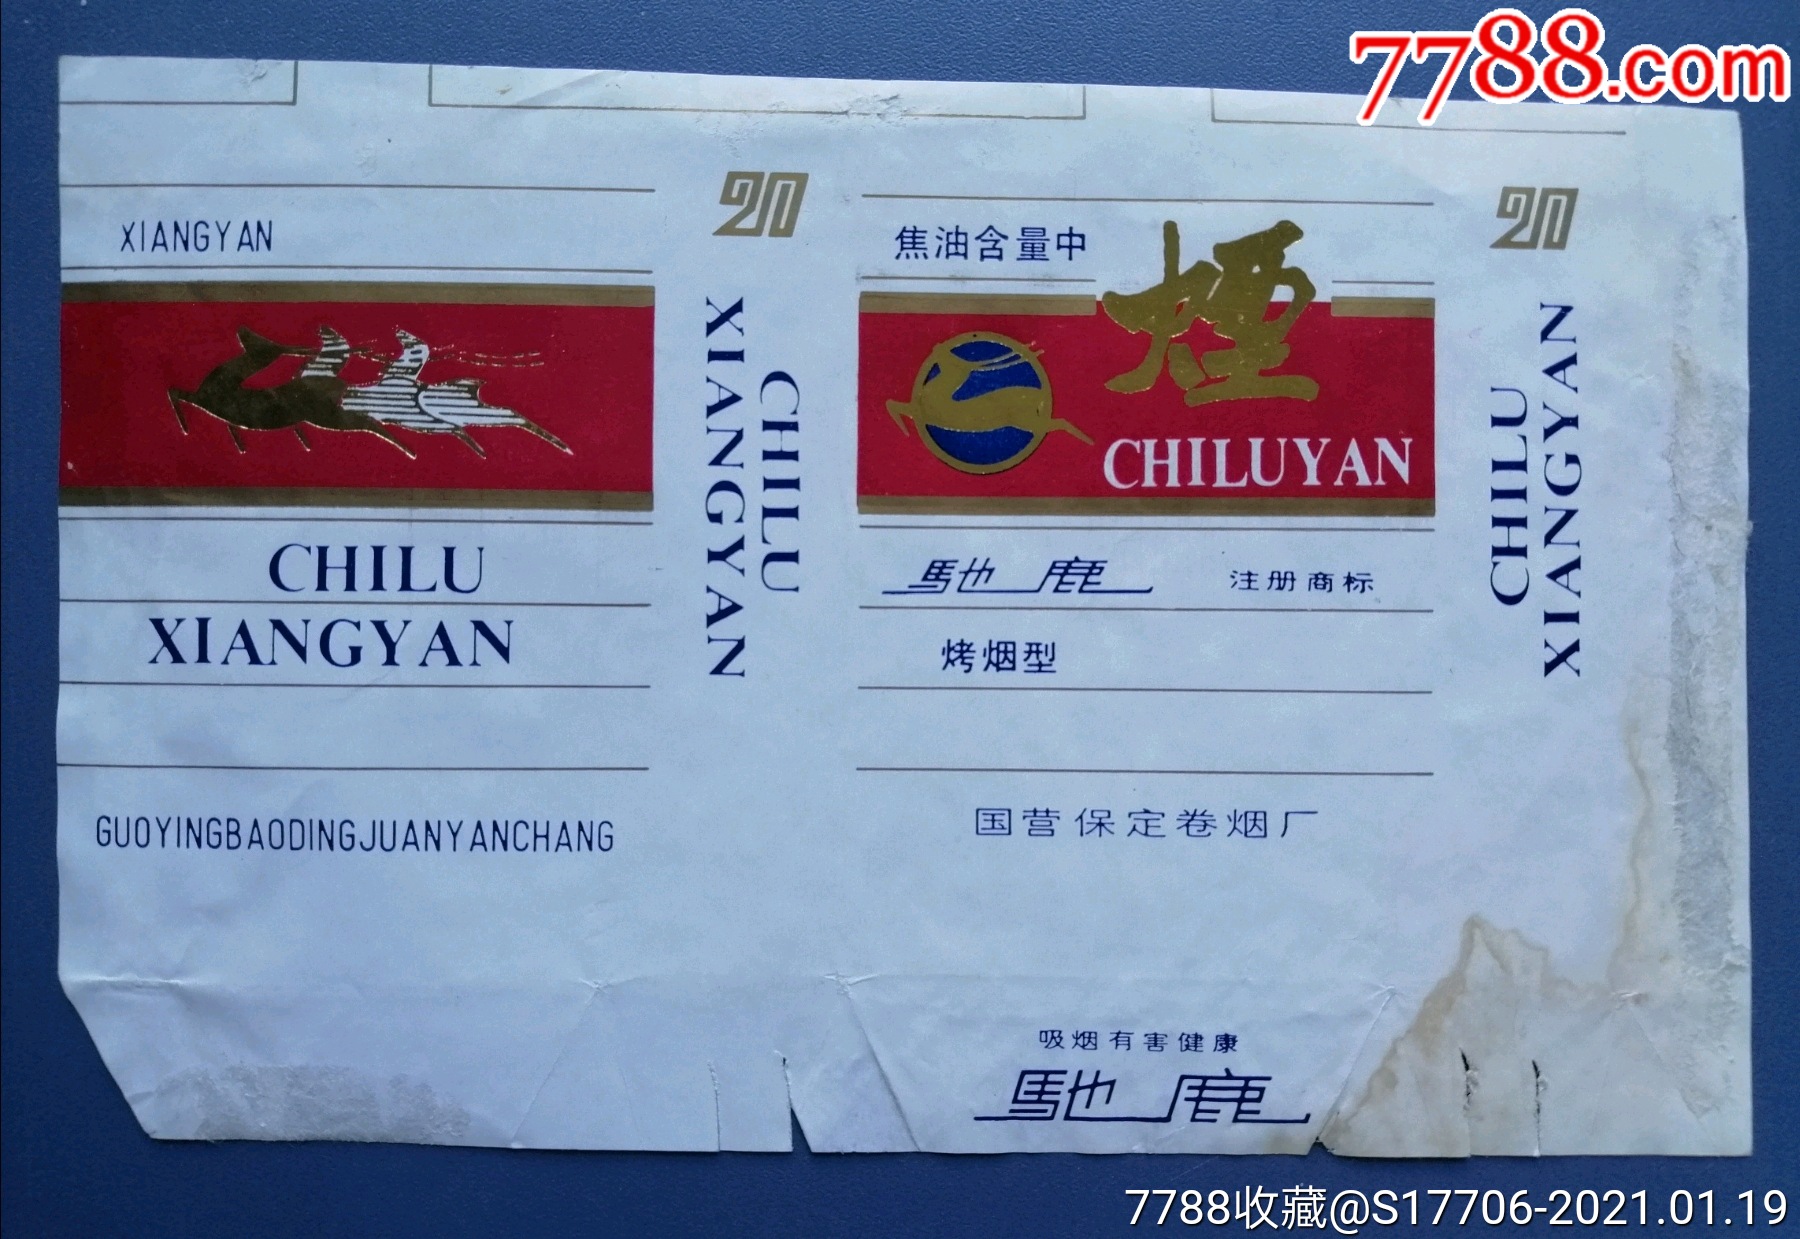 7788.com
XIANGYAN
CHILU
XIANGYAN
GUOYINGBAODINGJUANYANCHANG
20
CHILU
XIANGYAN
焦油含量中
煙
CHILUYAN
馳鹿 注册商标
烤烟型
国营保定卷烟厂
吸烟有害健康
馳鹿
20
CHILU
XIANGYAN
7788收藏@S17706-2021.01.19